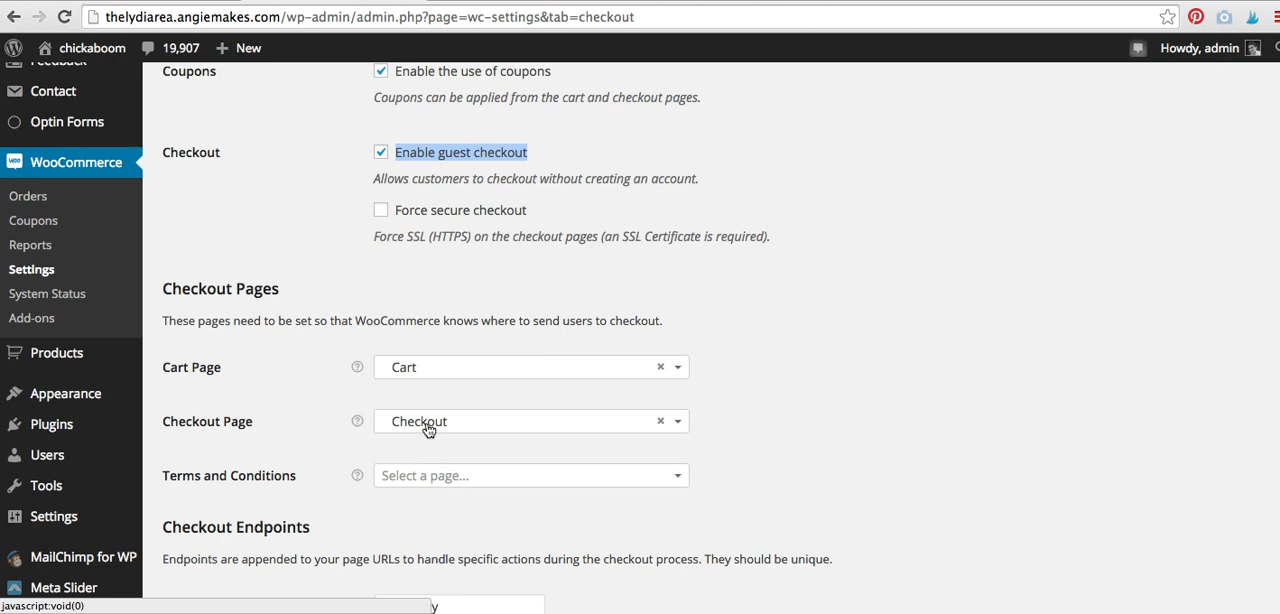 thelydiarea.angiemakes.com/wp-admin/admin.php?page=wc-settings&tab=checkout
chickaboom 19,907 New Howdy, admin
Feedback
Contact
Optin Forms
WooCommerce
Orders
Coupons
Reports
Settings
System Status
Add-ons
Products
Appearance
Plugins
Users
Tools
Settings
MailChimp for WP
Meta Slider
javascript:void(0)
Coupons Enable the use of coupons
Coupons can be applied from the cart and checkout pages.
Checkout Enable guest checkout
Allows customers to checkout without creating an account.
Force secure checkout
Force SSL (HTTPS) on the checkout pages (an SSL Certificate is required).
Checkout Pages
These pages need to be set so that WooCommerce knows where to send users to checkout.
Cart Page ? Cart × 
Checkout Page ? Checkout ×
Terms and Conditions ? Select a page...
Checkout Endpoints
Endpoints are appended to your page URLs to handle specific actions during the checkout process. They should be unique.